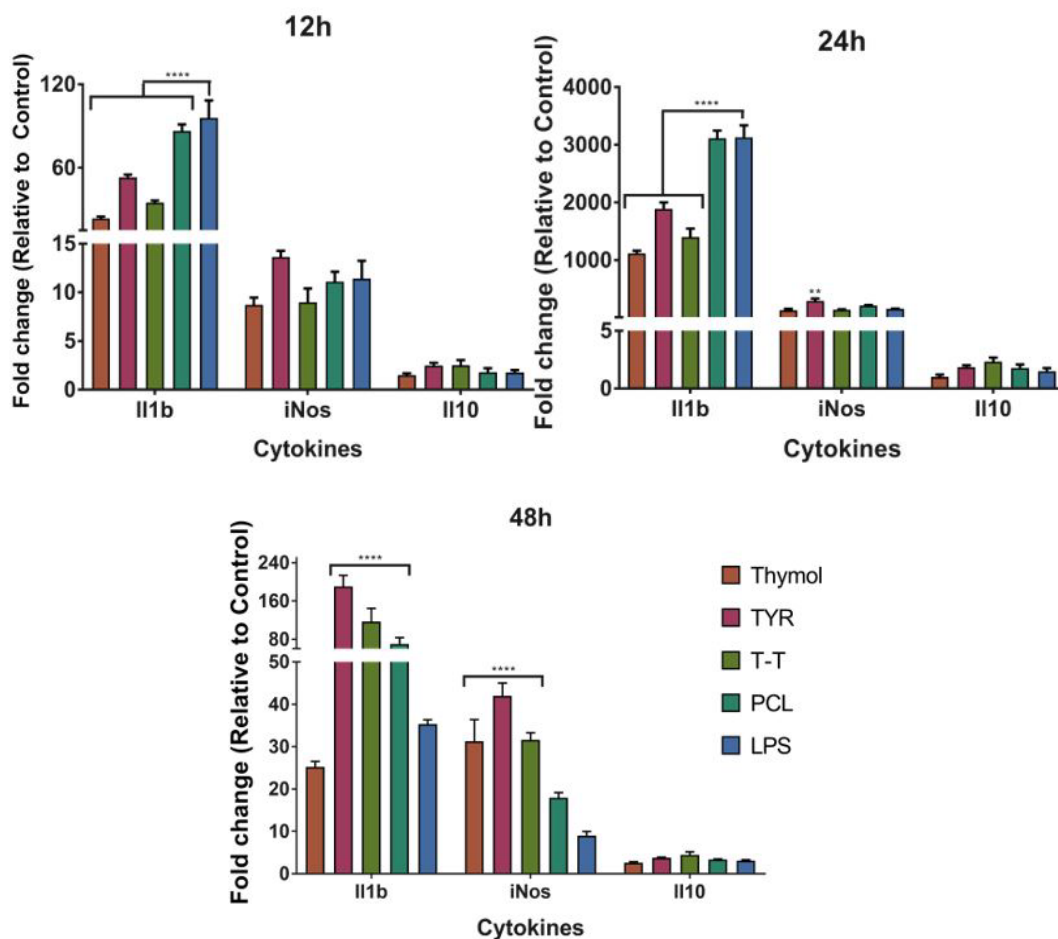 12h
Fold change (Relative to Control)
120
60
15
10
5
0
****
Il1b
iNos
Il10
Cytokines
24h
Fold change (Relative to Control)
4000
3000
2000
1000
5
0
****
**
Il1b
iNos
Il10
Cytokines
48h
Fold change (Relative to Control)
240
160
80
50
40
30
20
10
0
****
****
Il1b
iNos
Il10
Cytokines
Thymol
TYR
T-T
PCL
LPS